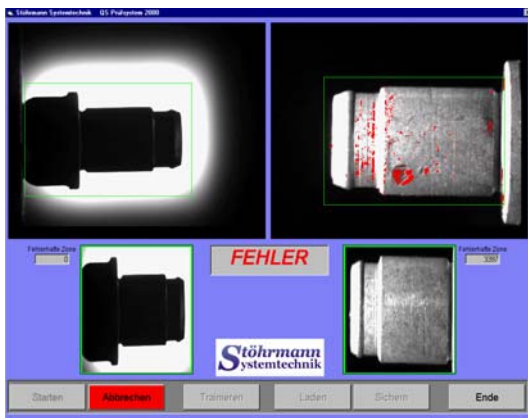 Stöhrmann Systemtechnik QS Prüfsystem 2000
Fehlerhafte Zone
0
FEHLER
Fehlerhafte Zone
3397
Stöhrmann
Systemtechnik
Starten Abbrechen Trainieren Laden Sichern Ende